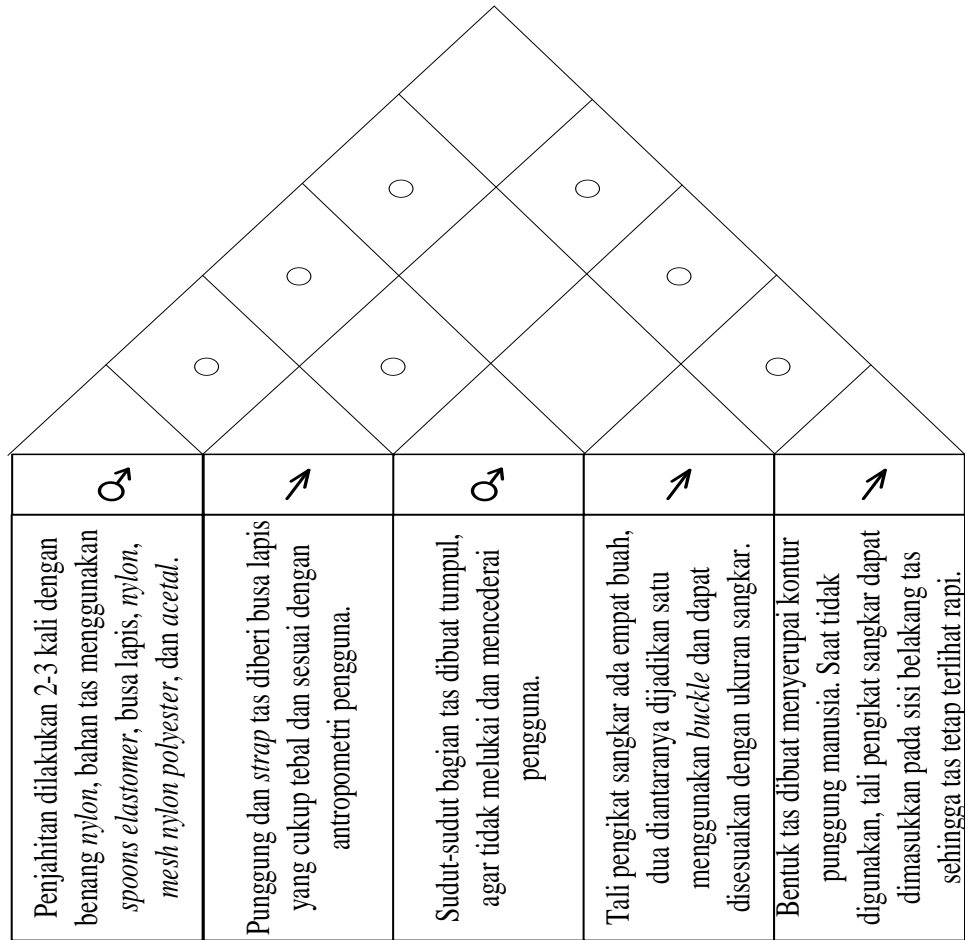 Penjahitan dilakukan 2-3 kali dengan
benang nylon, bahan tas menggunakan
spoons elastomer, busa lapis, nylon,
mesh nylon polyester, dan acetal.
Punggung dan strap tas diberi busa lapis
yang cukup tebal dan sesuai dengan
antropometri pengguna.
Sudut-sudut bagian tas dibuat tumpul,
agar tidak melukai dan mencederai
pengguna.
Tali pengikat sangkar ada empat buah,
dua diantaranya dijadikan satu
menggunakan buckle dan dapat
disesuaikan dengan ukuran sangkar.
Bentuk tas dibuat menyerupai kontur
punggung manusia. Saat tidak
digunakan, tali pengikat sangkar dapat
dimasukkan pada sisi belakang tas
sehingga tas tetap terlihat rapi.